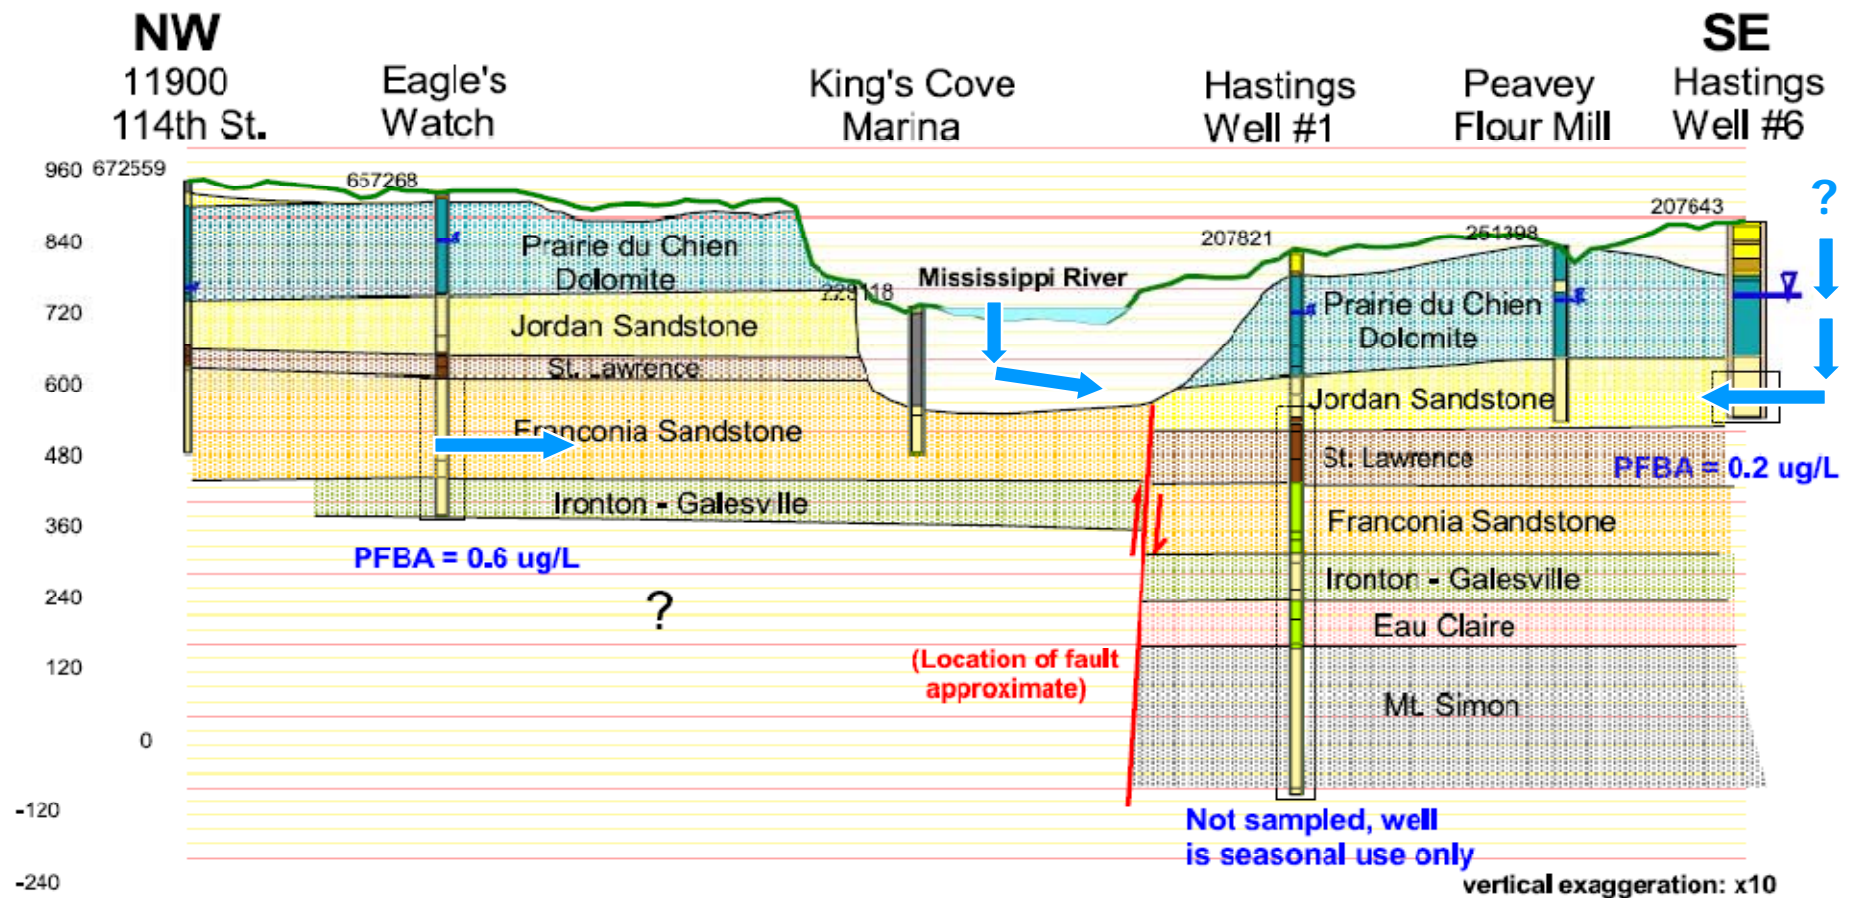 NW
SE
11900
114th St.
Eagle's
Watch
King's Cove
Marina
Hastings
Well #1
Peavey
Flour Mill
Hastings
Well #6
960
672559
657268
207643
?
840
Prairie du Chien
Dolomite
207821
251398
Mississippi River
720
Jordan Sandstone
Prairie du Chien
Dolomite
St. Lawrence
600
Jordan Sandstone
Franconia Sandstone
480
St. Lawrence
PFBA = 0.2 ug/L
Ironton - Galesville
360
Franconia Sandstone
PFBA = 0.6 ug/L
Ironton - Galesville
240
?
Eau Claire
120
(Location of fault
approximate)
Mt. Simon
0
-120
Not sampled, well
is seasonal use only
-240
vertical exaggeration: x10